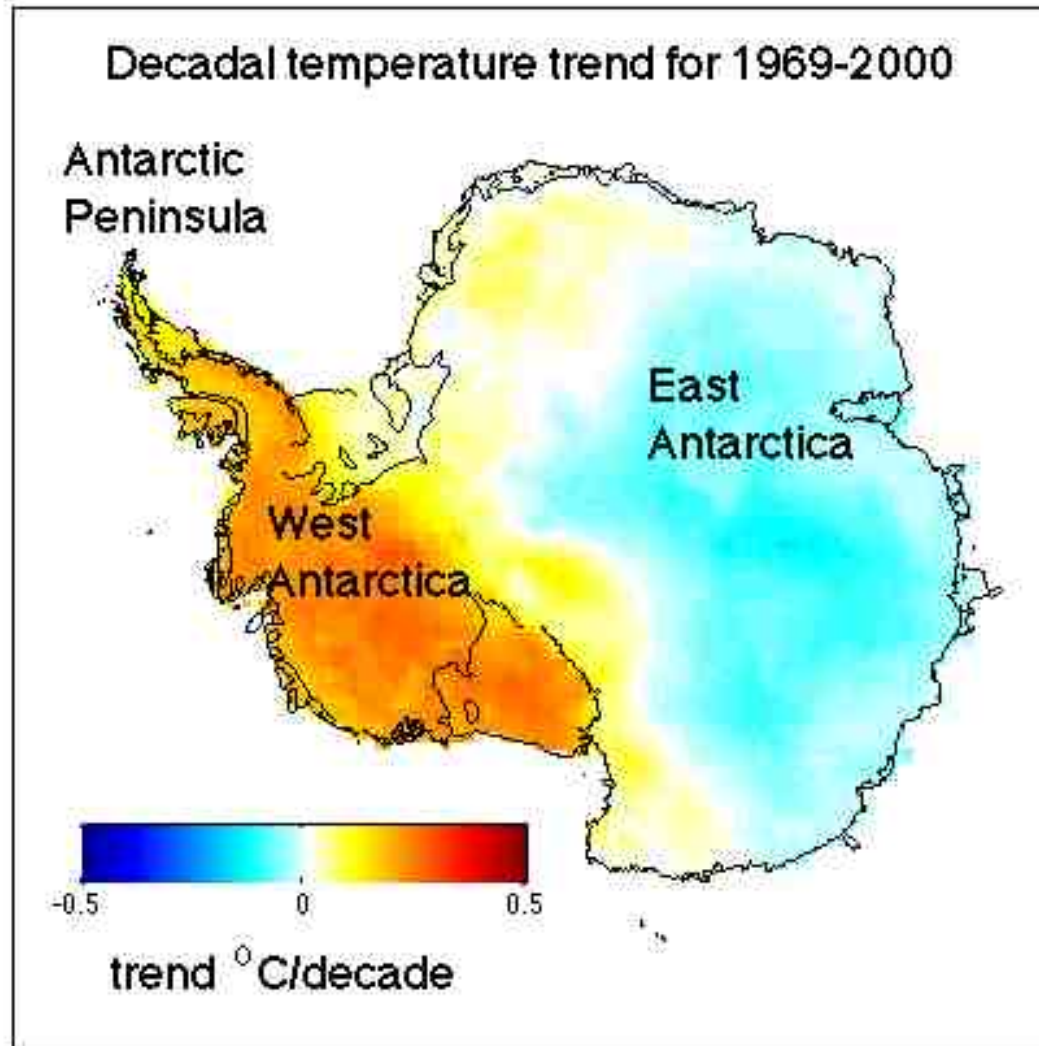 Decadal temperature trend for 1969-2000
Antarctic
Peninsula
East
Antarctica
West
Antarctica
-0.5 0 0.5
trend °C/decade